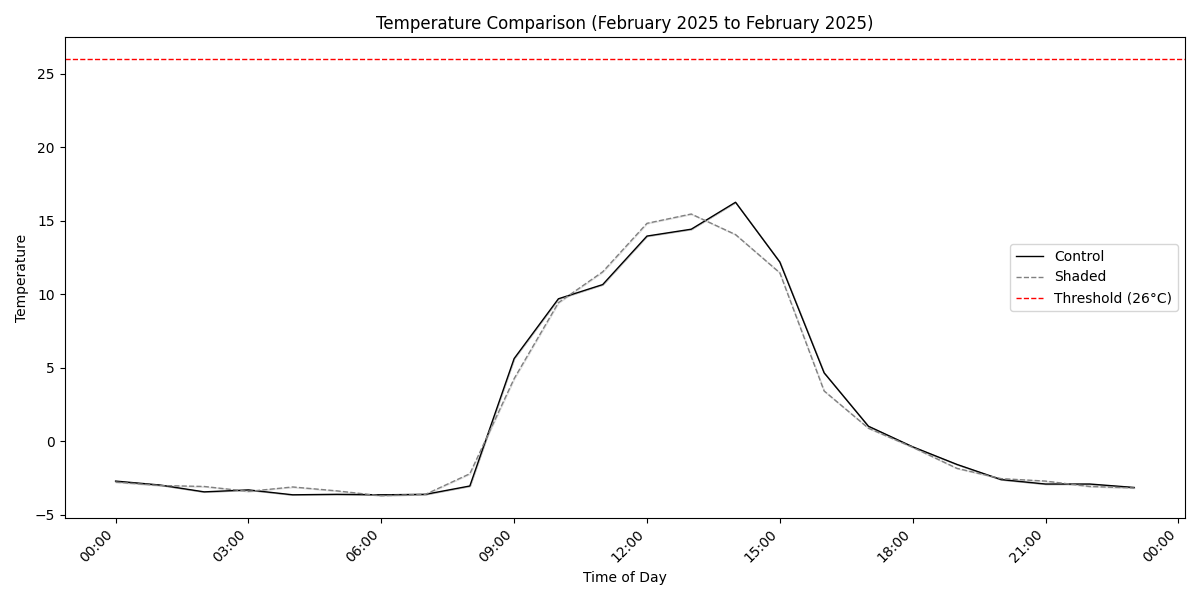 Temperature Comparison (February 2025 to February 2025)
Temperature
25
20
15
10
5
0
−5
Control
Shaded
Threshold (26°C)
00:00
03:00
06:00
09:00
12:00
15:00
18:00
21:00
00:00
Time of Day